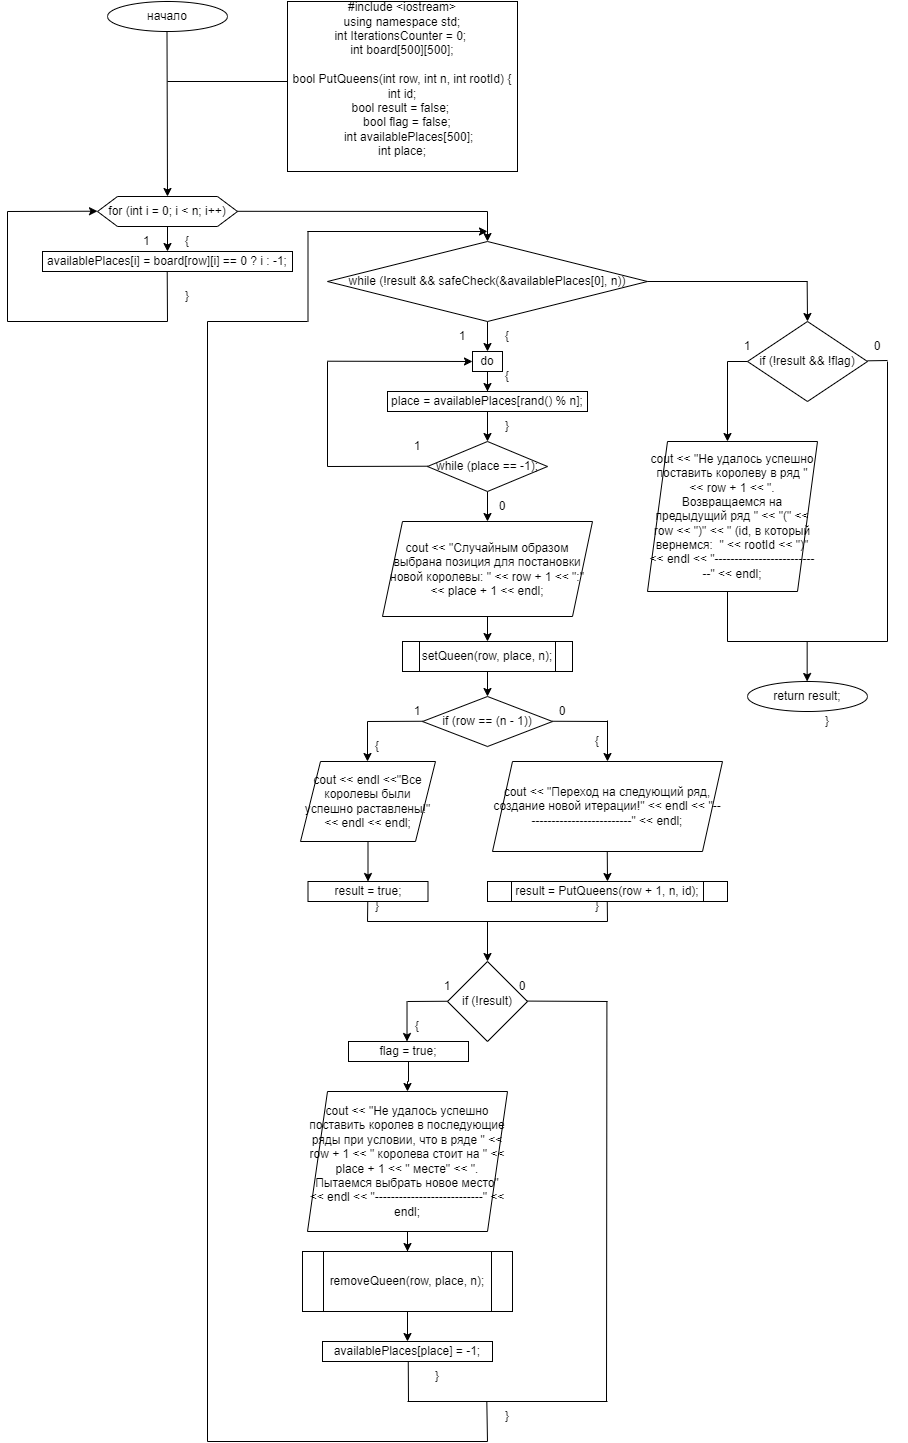 начало
#include <iostream>
using namespace std;
int IterationsCounter = 0;
int board[500][500];
bool PutQueens(int row, int n, int rootId) {
int id;
bool result = false;
bool flag = false;
int availablePlaces[500];
int place;
for (int i = 0; i < n; i++)
1
{
availablePlaces[i] = board[row][i] == 0 ? i : -1;
}
while (!result && safeCheck(&availablePlaces[0], n))
1
{
do
{
place = availablePlaces[rand() % n];
}
1
while (place == -1);
0
cout << "Случайным образом
выбрана позиция для постановки
новой королевы: " << row + 1 << ":"
<< place + 1 << endl;
setQueen(row, place, n);
1
if (row == (n - 1))
0
{
cout << endl <<"Все
королевы были
успешно раставлены!"
<< endl << endl;
result = true;
}
{
cout << "Переход на следующий ряд,
создание новой итерации!" << endl << "--
-------------------------" << endl;
result = PutQueens(row + 1, n, id);
}
1
if (!result)
0
{
flag = true;
cout << "Не удалось успешно
поставить королев в последующие
ряды при условии, что в ряде " <<
row + 1 << " королева стоит на " <<
place + 1 << " месте" << ".
Пытаемся выбрать новое место"
<< endl << "---------------------------" <<
endl;
removeQueen(row, place, n);
availablePlaces[place] = -1;
}
}
1
if (!result && !flag)
0
cout << "Не удалось успешно
поставить королеву в ряд "
<< row + 1 << ".
Возвращаемся на
предыдущий ряд " << "(" <<
row << ")" << " (id, в который
вернемся:  " << rootId << ")"
<< endl << "-------------------------
--" << endl;
return result;
}